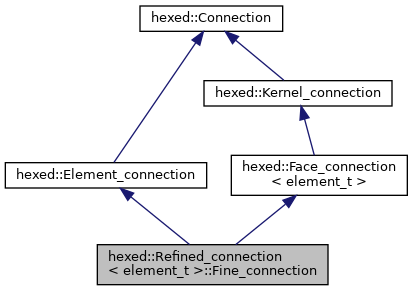 hexed::Connection
hexed::Kernel_connection
hexed::Element_connection
hexed::Face_connection
< element_t >
hexed::Refined_connection
< element_t >::Fine_connection